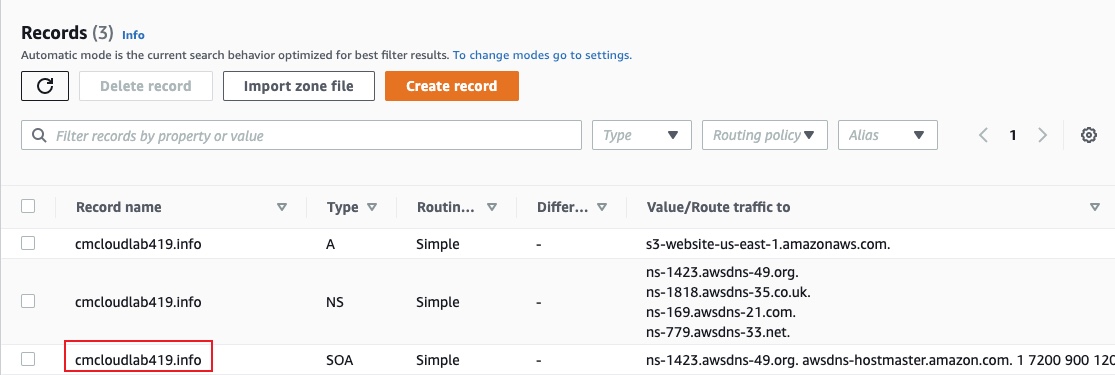 Records (3) Info
Automatic mode is the current search behavior optimized for best filter results. To change modes go to settings.
Delete record Import zone file Create record
Filter records by property or value Type Routing policy Alias 1
Record name Type Routin... Differ... Value/Route traffic to
cmcloudlab419.info A Simple - s3-website-us-east-1.amazonaws.com.
ns-1423.awsdns-49.org.
ns-1818.awsdns-35.co.uk.
cmcloudlab419.info NS Simple -
ns-169.awsdns-21.com.
ns-779.awsdns-33.net.
cmcloudlab419.info SOA Simple - ns-1423.awsdns-49.org. awsdns-hostmaster.amazon.com. 1 7200 900 120